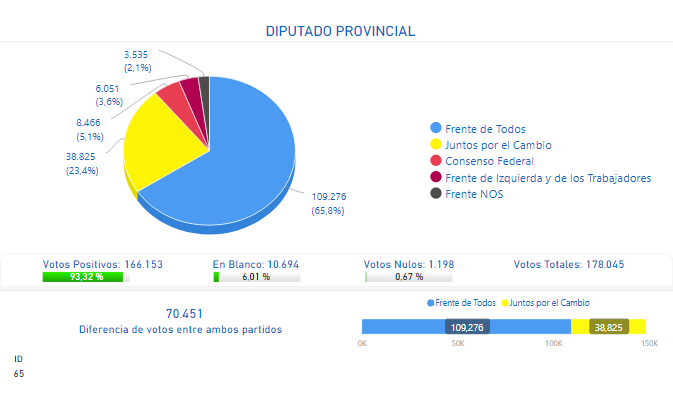 DIPUTADO PROVINCIAL
3.535
(2,1%)
6.051
(3,6%)
8.466
(5,1%)
38.825
(23,4%)
109.276
(65,8%)
Frente de Todos
Juntos por el Cambio
Consenso Federal
Frente de Izquierda y de los Trabajadores
Frente NOS
Votos Positivos: 166.153
93,32 %
En Blanco: 10.694
6,01 %
Votos Nulos: 1.198
0,67 %
Votos Totales: 178.045
70.451
Diferencia de votos entre ambos partidos
Frente de Todos Juntos por el Cambio
109,276 38,825
0K 50K 100K 150K
ID
65